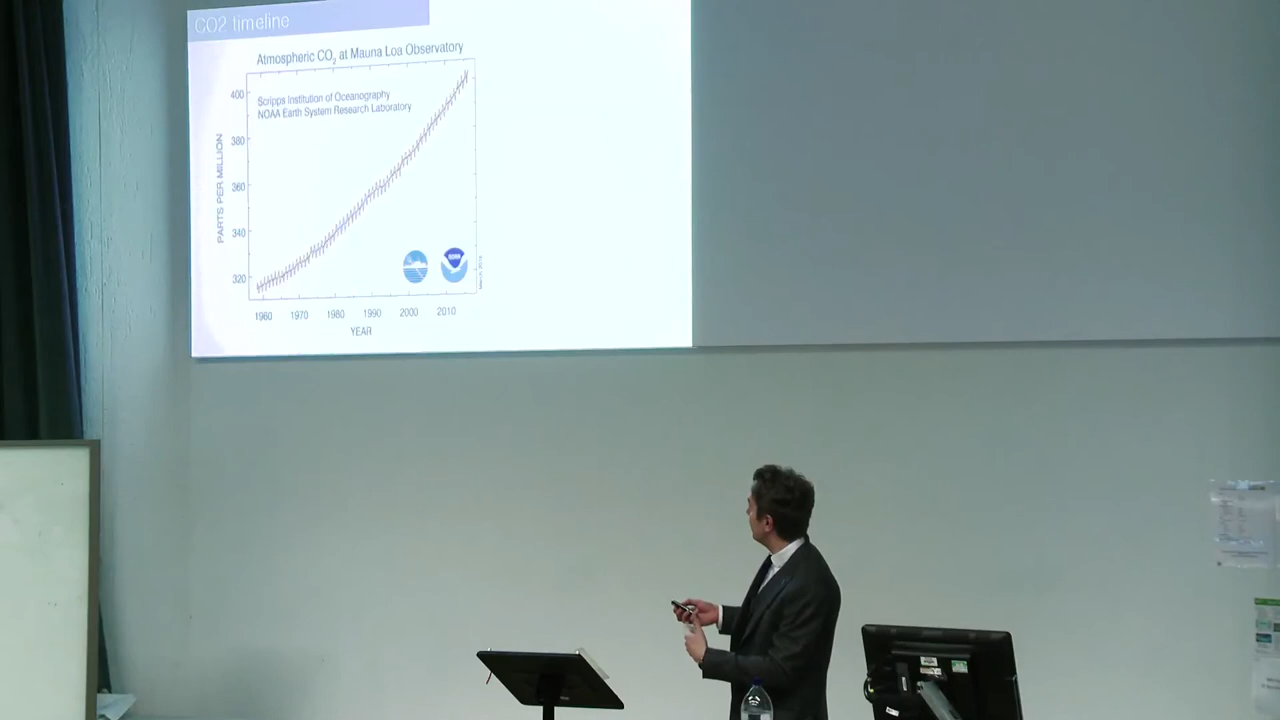 CO2 timeline
Atmospheric CO₂ at Mauna Loa Observatory
Scripps Institution of Oceanography
NOAA Earth System Research Laboratory
PARTS PER MILLION
400
380
360
340
320
1960 1970 1980 1990 2000 2010
YEAR